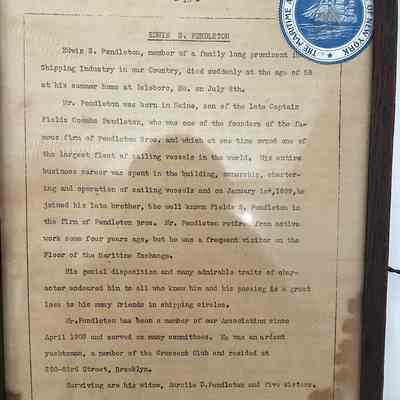 EDWIN S. PENDLETON
Edwin S. Pendleton, member of a family long prominent in
Shipping Industry in our Country, died suddenly at the age of 58
at his summer home at Islsboro, Me. on July 8th.
Mr. Pendleton was born in Maine, son of the late Captain
Fields Coombs Pendleton, who was one of the founders of the fa-
mous firm of Pendleton Bros. and which at one time owned one
of the largest fleet of sailing vessels in the world. His entire
business career was spent in the building, ownership, charter-
ing and operation of sailing vessels and on January 1st, 1899, he
joined his late brother, the well known Fields S. Pendleton in
the firm of Pendleton Bros. Mr. Pendleton retired from active
work some four years ago, but he was a frequent visitor on the
Floor of the Maritime Exchange.
His genial disposition and many admirable traits of char-
acter endeared him to all who knew him and his passing is a great
loss to his many friends in shipping circles.
Mr. Pendleton has been a member of our Association since
April 1902 and served on many committees. He was an ardent
yachtsman, a member of the Crescent Club and resided at
83rd Street, Brooklyn.
Surviving are his widow, Aurelie D. Pendleton and five sisters.
THE MARITIME
OF NEW YORK